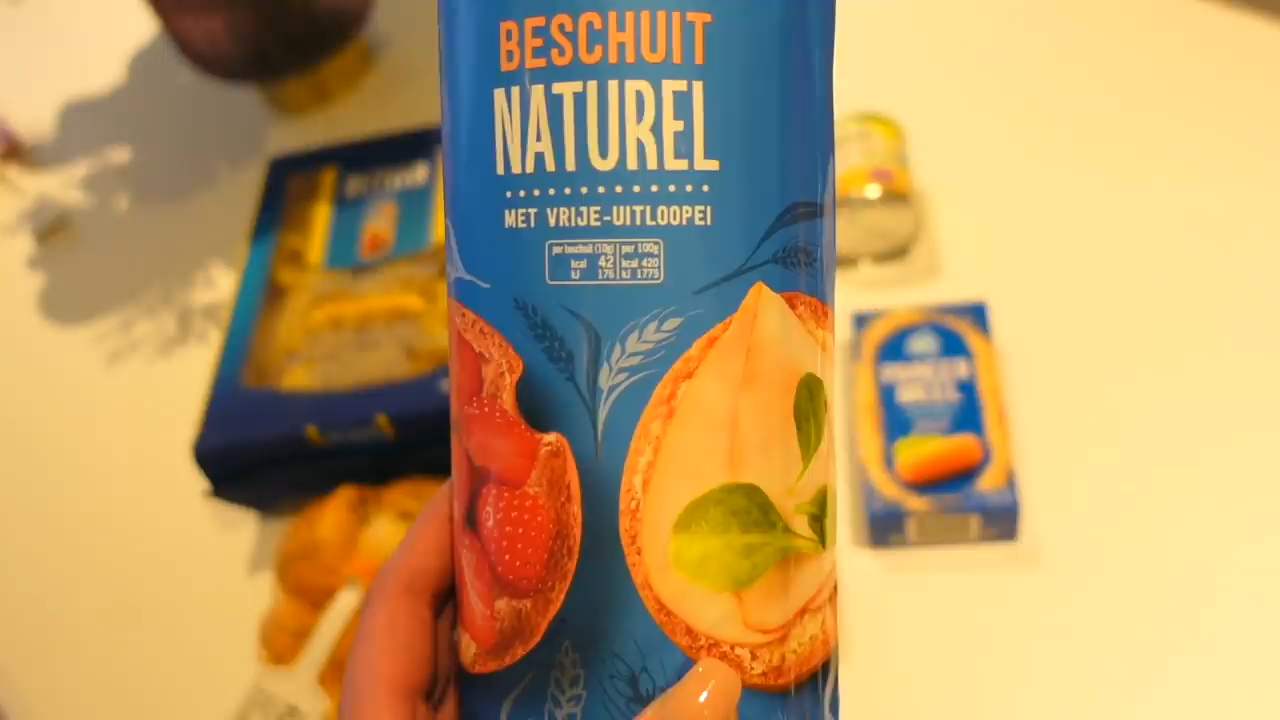 BESCHUIT
NATUREL
MET VRIJE-UITLOOPEI
per beschuit (10g) per 100g
kcal 42 kcal 420
kJ 176 kJ 1775